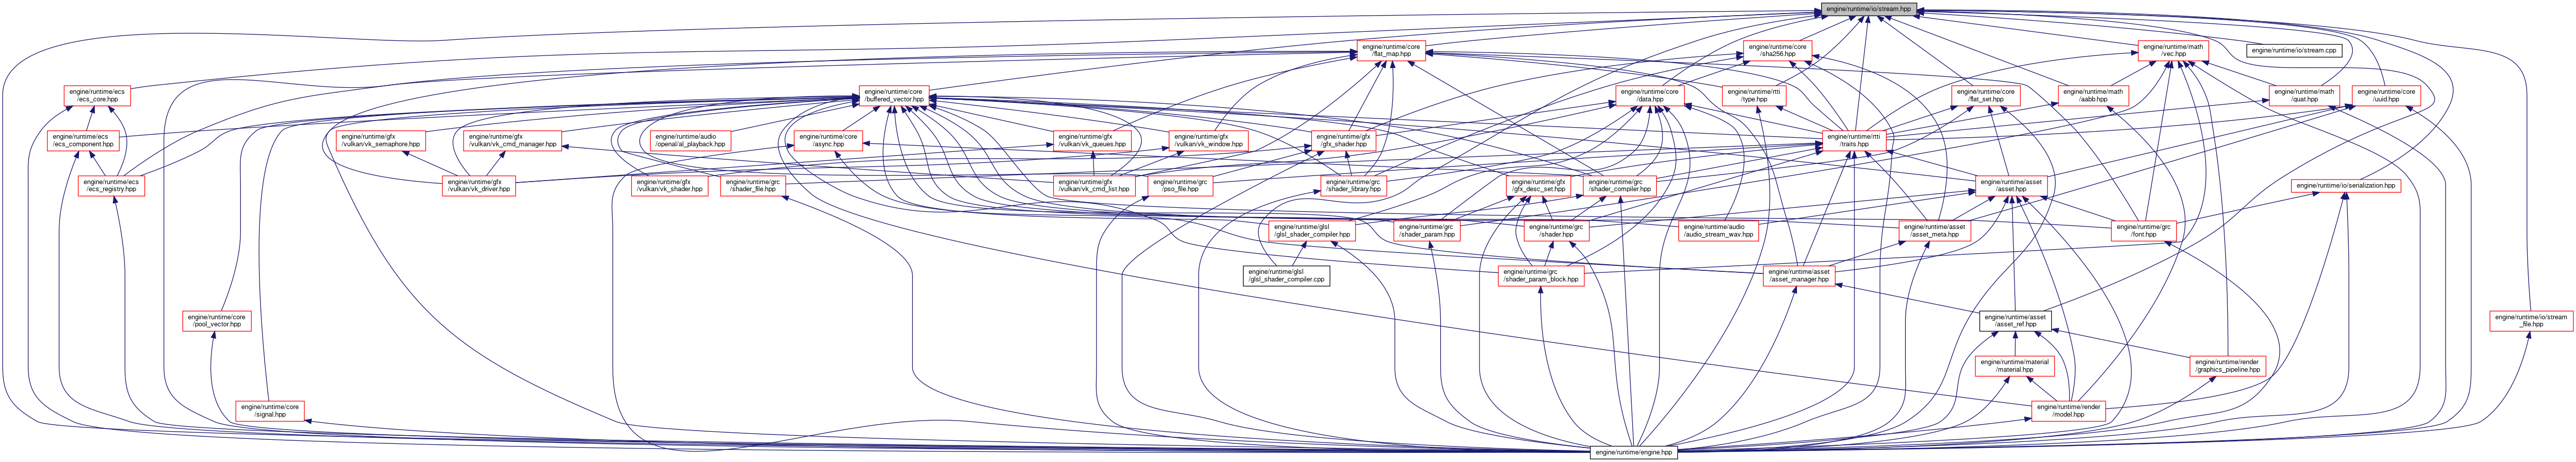 engine/runtime/io/stream.hpp
engine/runtime/core
/flat_map.hpp
engine/runtime/core
/sha256.hpp
engine/runtime/math
/vec.hpp
engine/runtime/io/stream.cpp
engine/runtime/ecs
/ecs_core.hpp
engine/runtime/core
/buffered_vector.hpp
engine/runtime/core
/data.hpp
engine/runtime/rtti
/type.hpp
engine/runtime/core
/flat_set.hpp
engine/runtime/math
/aabb.hpp
engine/runtime/math
/quat.hpp
engine/runtime/core
/uuid.hpp
engine/runtime/ecs
/ecs_component.hpp
engine/runtime/gfx
/vulkan/vk_semaphore.hpp
engine/runtime/gfx
/vulkan/vk_cmd_manager.hpp
engine/runtime/audio
/openal/al_playback.hpp
engine/runtime/core
/async.hpp
engine/runtime/gfx
/vulkan/vk_queues.hpp
engine/runtime/gfx
/vulkan/vk_window.hpp
engine/runtime/gfx
/gfx_shader.hpp
engine/runtime/rtti
/traits.hpp
engine/runtime/ecs
/ecs_registry.hpp
engine/runtime/gfx
/vulkan/vk_driver.hpp
engine/runtime/gfx
/vulkan/vk_shader.hpp
engine/runtime/grc
/shader_file.hpp
engine/runtime/gfx
/vulkan/vk_cmd_list.hpp
engine/runtime/grc
/pso_file.hpp
engine/runtime/grc
/shader_library.hpp
engine/runtime/gfx
/gfx_desc_set.hpp
engine/runtime/grc
/shader_compiler.hpp
engine/runtime/asset
/asset.hpp
engine/runtime/io/serialization.hpp
engine/runtime/glsl
/glsl_shader_compiler.hpp
engine/runtime/grc
/shader_param.hpp
engine/runtime/grc
/shader.hpp
engine/runtime/audio
/audio_stream_wav.hpp
engine/runtime/asset
/asset_meta.hpp
engine/runtime/grc
/font.hpp
engine/runtime/glsl
/glsl_shader_compiler.cpp
engine/runtime/grc
/shader_param_block.hpp
engine/runtime/asset
/asset_manager.hpp
engine/runtime/core
/pool_vector.hpp
engine/runtime/asset
/asset_ref.hpp
engine/runtime/io/stream
_file.hpp
engine/runtime/material
/material.hpp
engine/runtime/render
/graphics_pipeline.hpp
engine/runtime/core
/signal.hpp
engine/runtime/render
/model.hpp
engine/runtime/engine.hpp